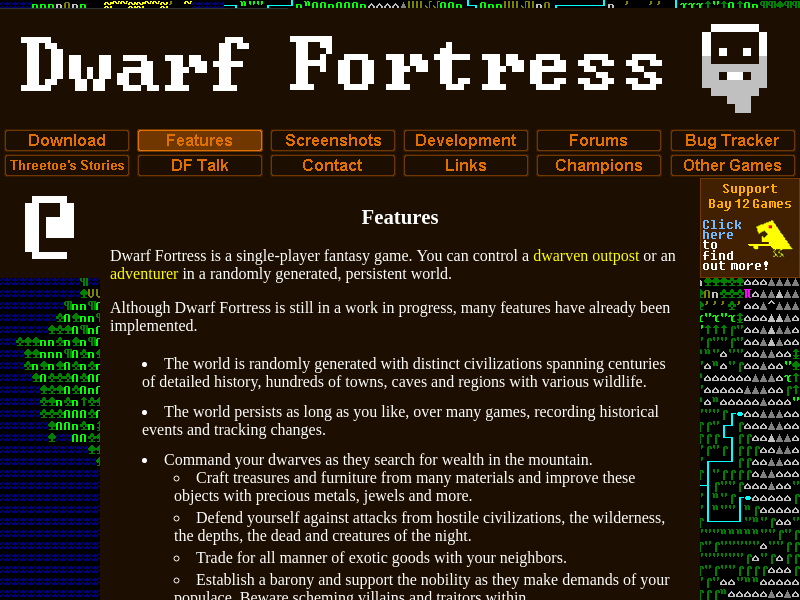 Dwarf Fortress
Download
Features
Screenshots
Development
Forums
Bug Tracker
Threetoe's Stories
DF Talk
Contact
Links
Champions
Other Games
Support
Bay 12 Games
Click
here
to
find
out more!
Features
Dwarf Fortress is a single-player fantasy game. You can control a dwarven outpost or an
adventurer in a randomly generated, persistent world.
Although Dwarf Fortress is still in a work in progress, many features have already been
implemented.
• The world is randomly generated with distinct civilizations spanning centuries
of detailed history, hundreds of towns, caves and regions with various wildlife.
• The world persists as long as you like, over many games, recording historical
events and tracking changes.
• Command your dwarves as they search for wealth in the mountain.
◦ Craft treasures and furniture from many materials and improve these
objects with precious metals, jewels and more.
◦ Defend yourself against attacks from hostile civilizations, the wilderness,
the depths, the dead and creatures of the night.
◦ Trade for all manner of exotic goods with your neighbors.
◦ Establish a barony and support the nobility as they make demands of your
populace. Beware scheming villains and traitors within.